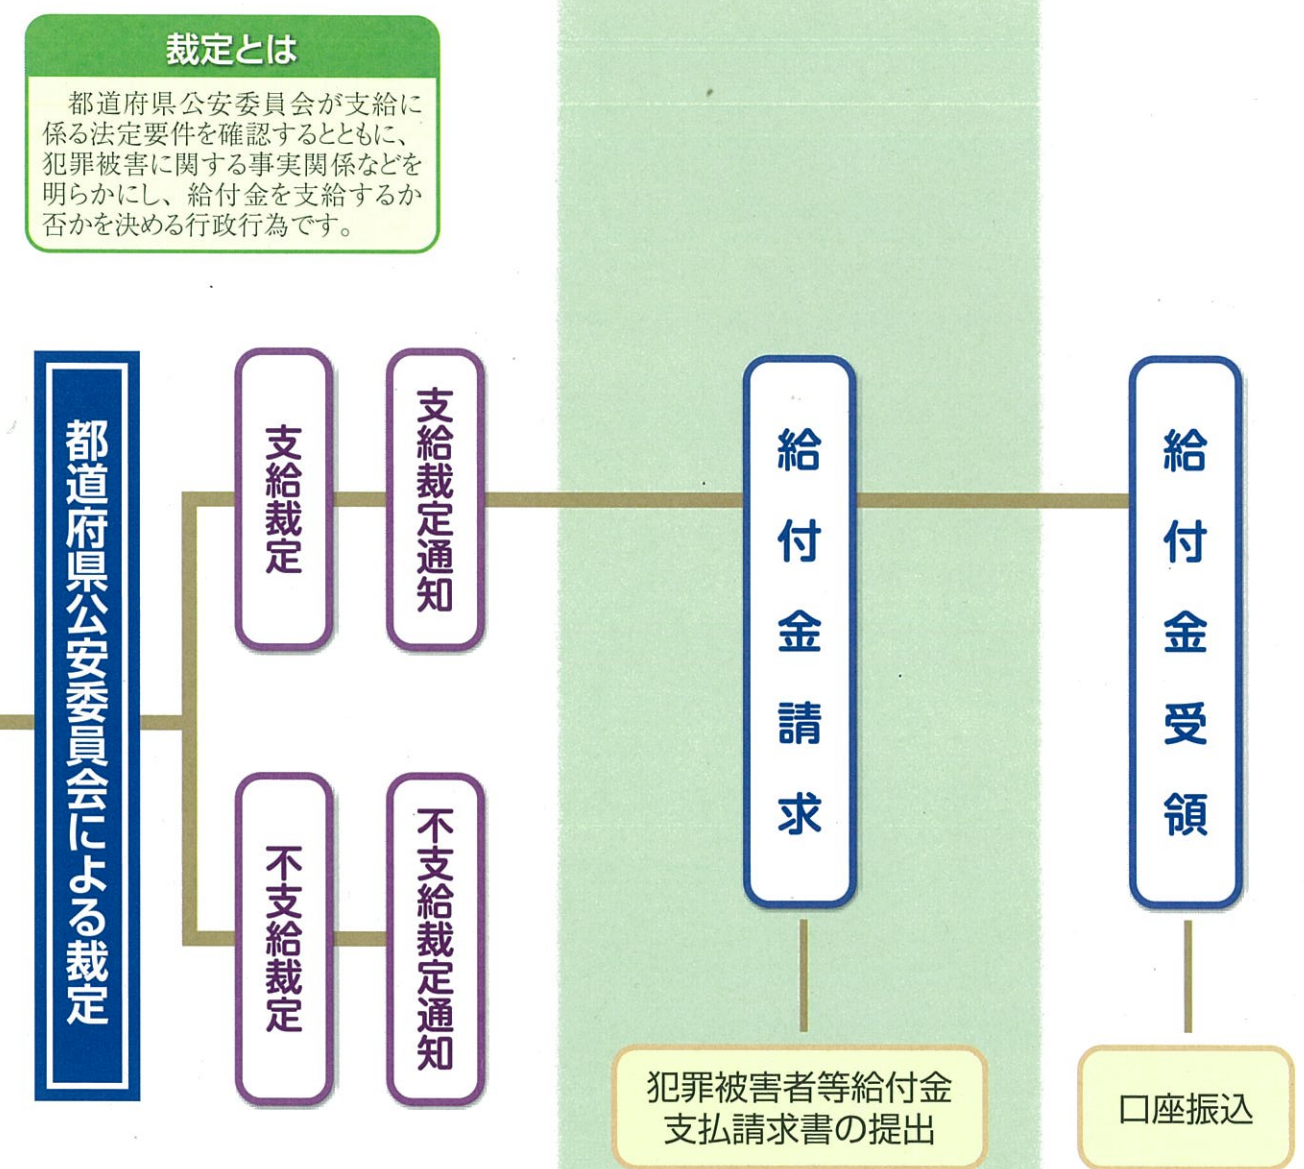 裁定とは
都道府県公安委員会が支給に
係る法定要件を確認するとともに、
犯罪被害に関する事実関係などを
明らかにし、給付金を支給するか
否かを決める行政行為です。
都道府県公安委員会による裁定
支給裁定
支給裁定通知
不支給裁定
不支給裁定通知
給付金請求
給付金受領
犯罪被害者等給付金
支払請求書の提出
口座振込